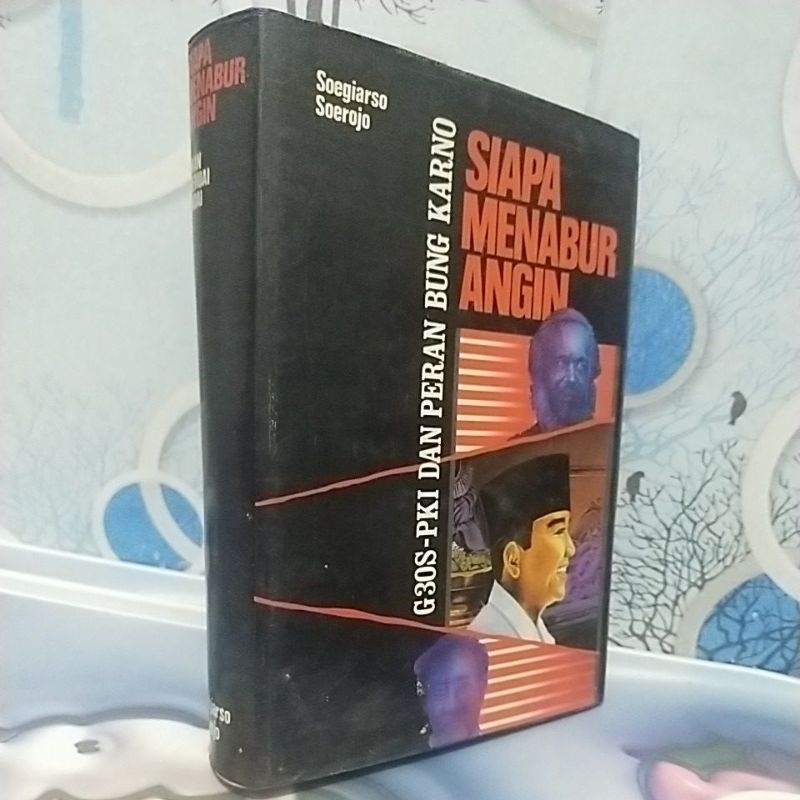 SIAPA
MENABUR
ANGIN
Soegiarso
Soerojo
G30S-PKI DAN PERAN BUNG KARNO
SIAPA
MENABUR
ANGIN